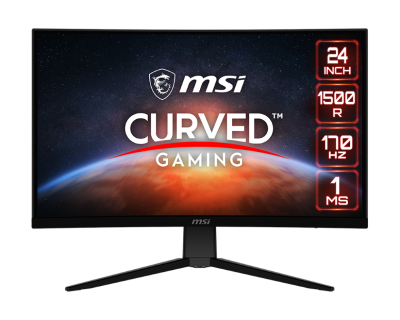 msi
CURVED™
GAMING
24
INCH
1500
R
170
HZ
1
MS
msi